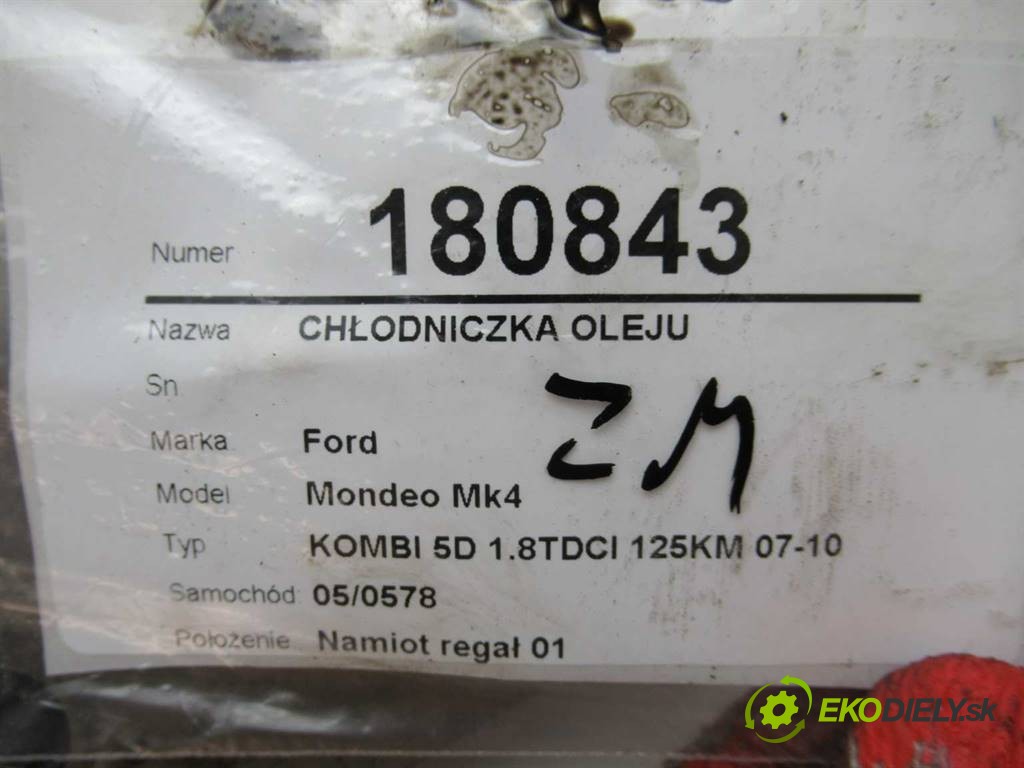 Numer 180843
Nazwa CHŁODNICZKA OLEJU
Sn
ZM
Marka Ford
Model Mondeo Mk4
Typ KOMBI 5D 1.8TDCI 125KM 07-10
Samochód 05/0578
Położenie Namiot regał 01
EKODIELY.sk